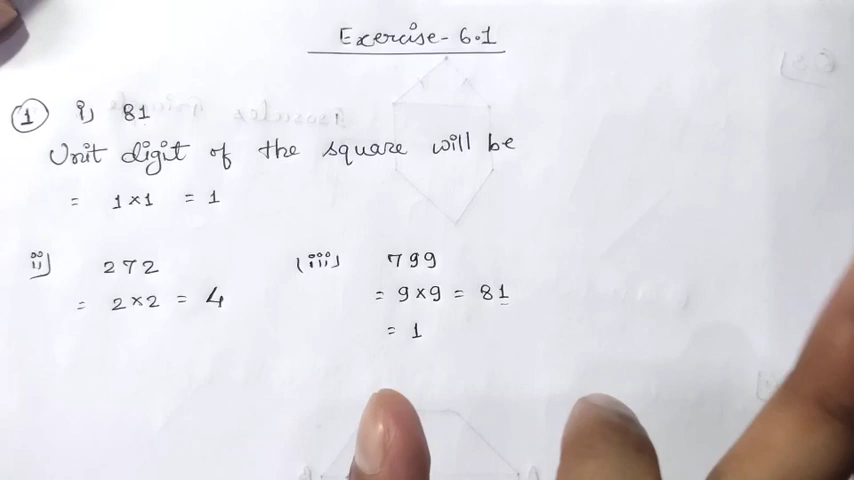 Exercise - 6.1
1 i) 81
Unit digit of the square will be
= 1×1 = 1
ii) 272
= 2×2 = 4
(iii) 799
= 9×9 = 81
= 1